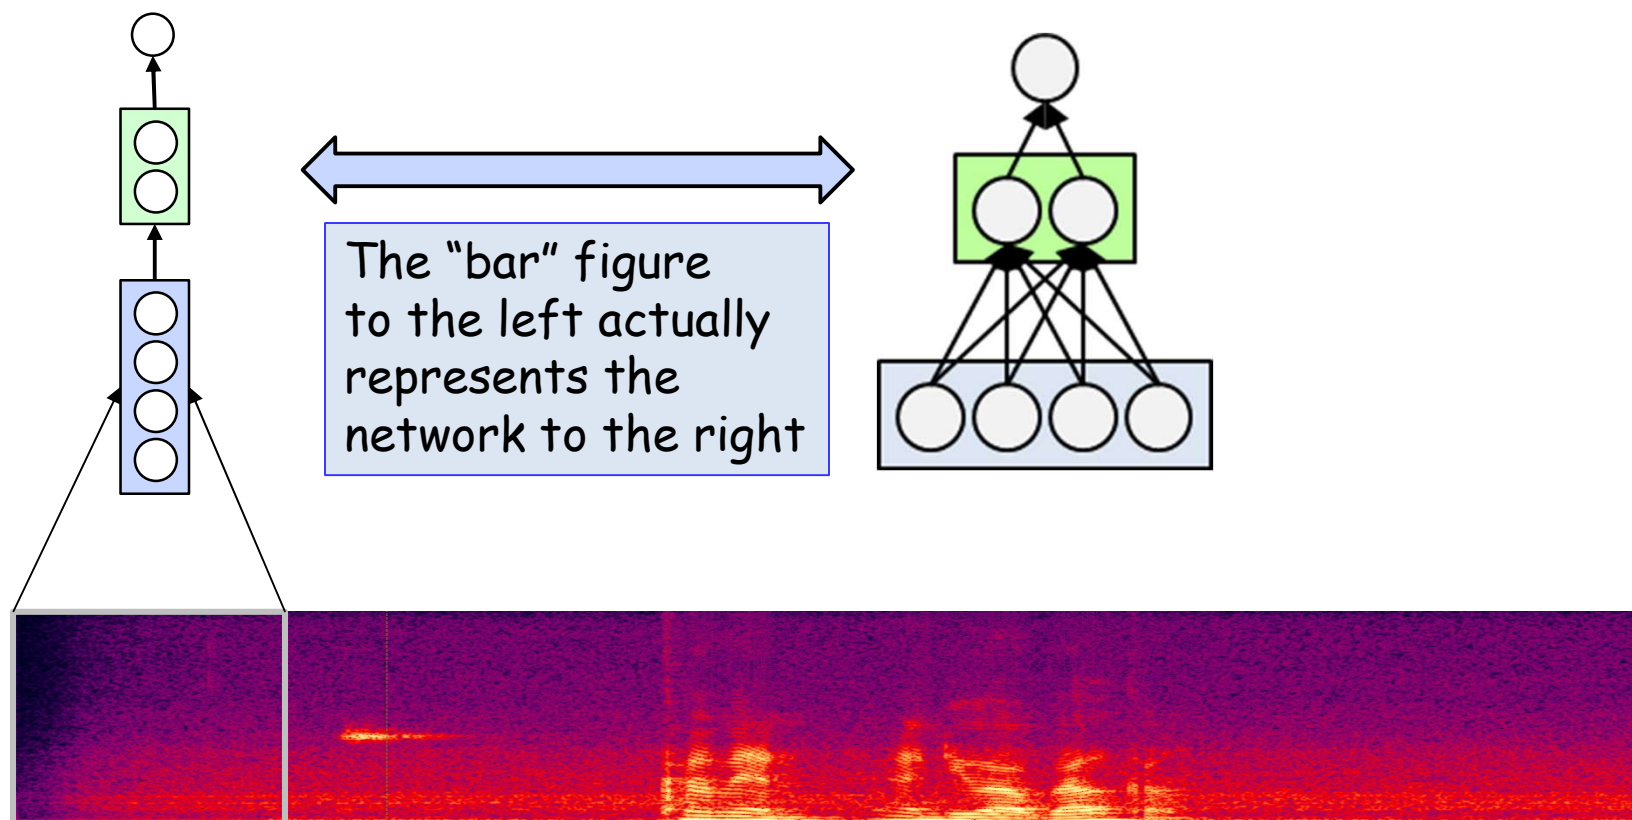 The “bar” figure
to the left actually
represents the
network to the right